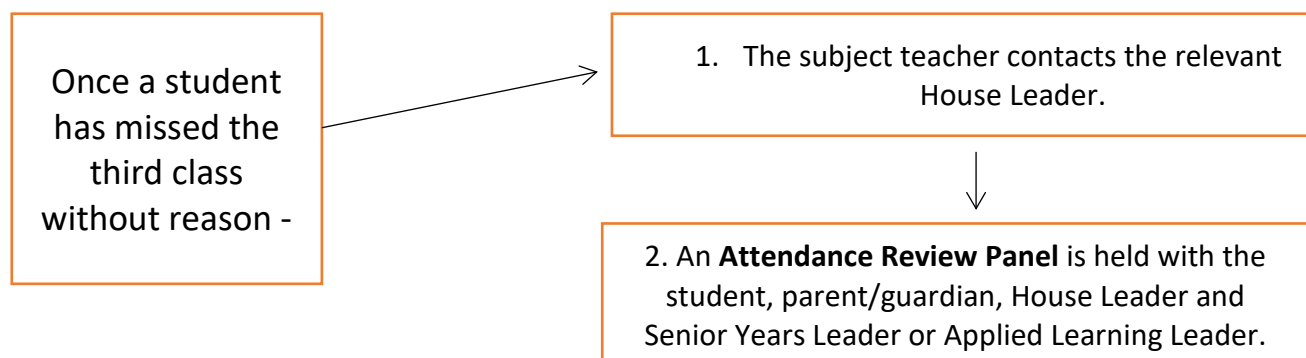 Once a student
has missed the
third class
without reason -
1. The subject teacher contacts the relevant
House Leader.
2. An Attendance Review Panel is held with the
student, parent/guardian, House Leader and
Senior Years Leader or Applied Learning Leader.